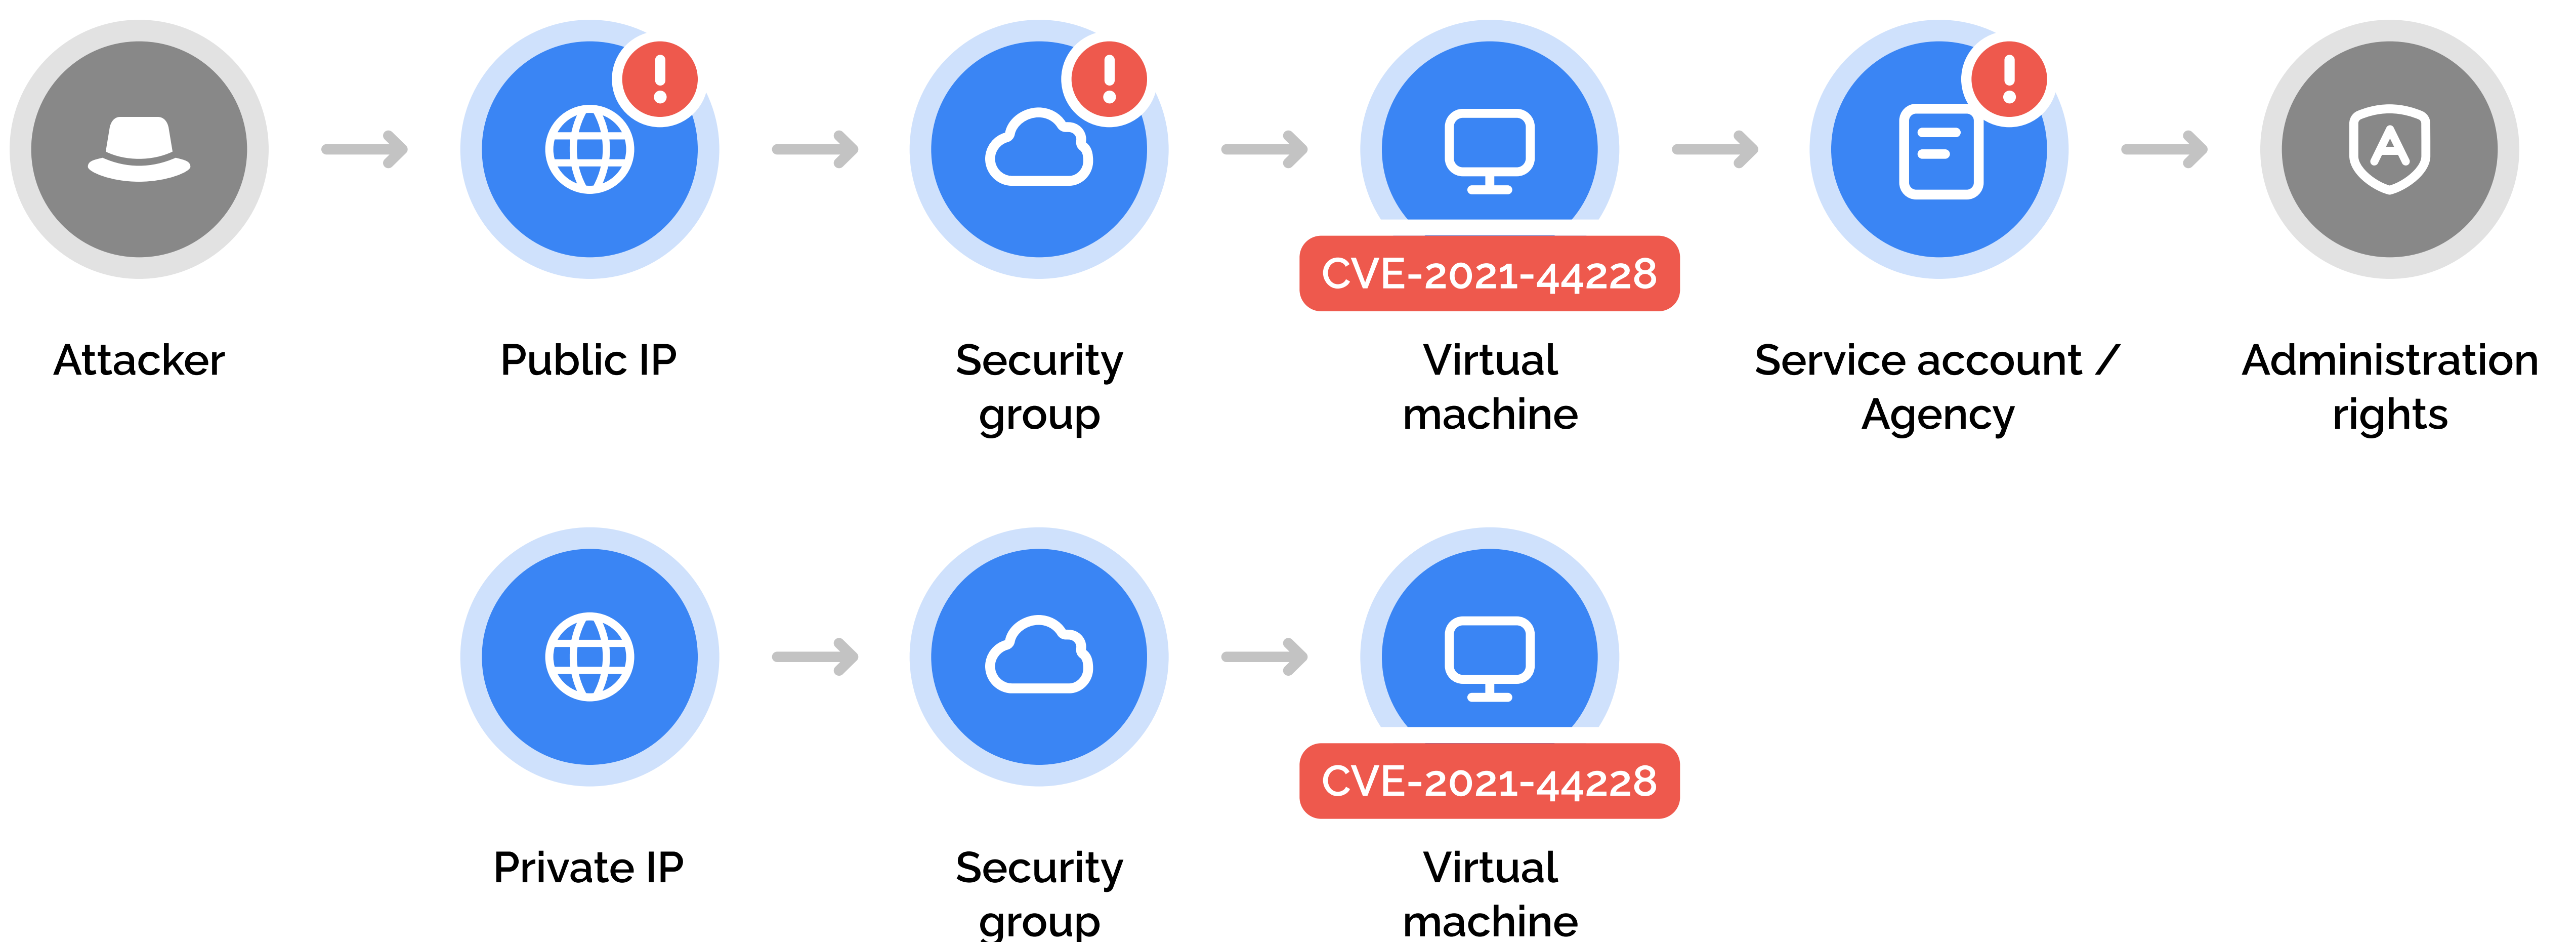 CVE-2021-44228
Attacker
Public IP
Security
group
Virtual
machine
Service account /
Agency
Administration
rights
CVE-2021-44228
Private IP
Security
group
Virtual
machine